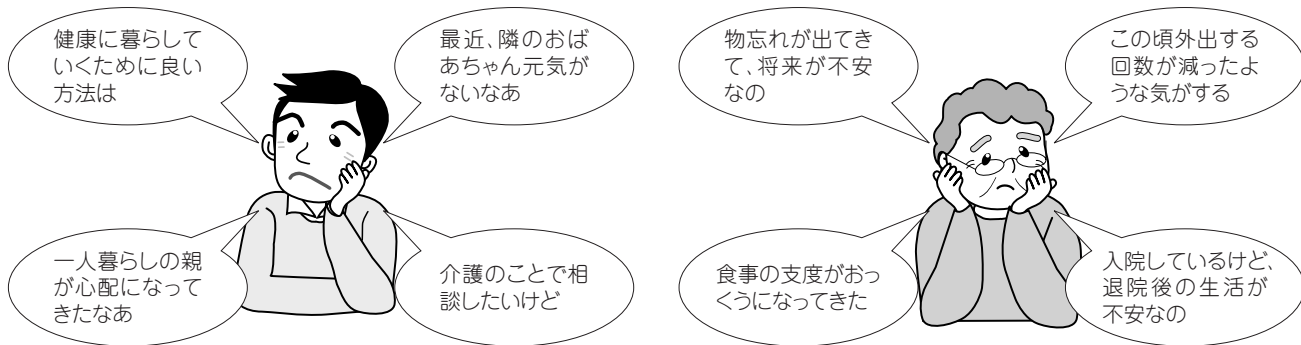 健康に暮らして
いくために良い
方法は
最近、隣のおば
あちゃん元気が
ないなあ
一人暮らしの親
が心配になって
きたなあ
介護のことで相
談したいけど
物忘れが出てき
て、将来が不安
なの
この頃外出する
回数が減ったよ
うな気がする
食事の支度がおっ
くうになってきた
入院しているけど、
退院後の生活が
不安なの